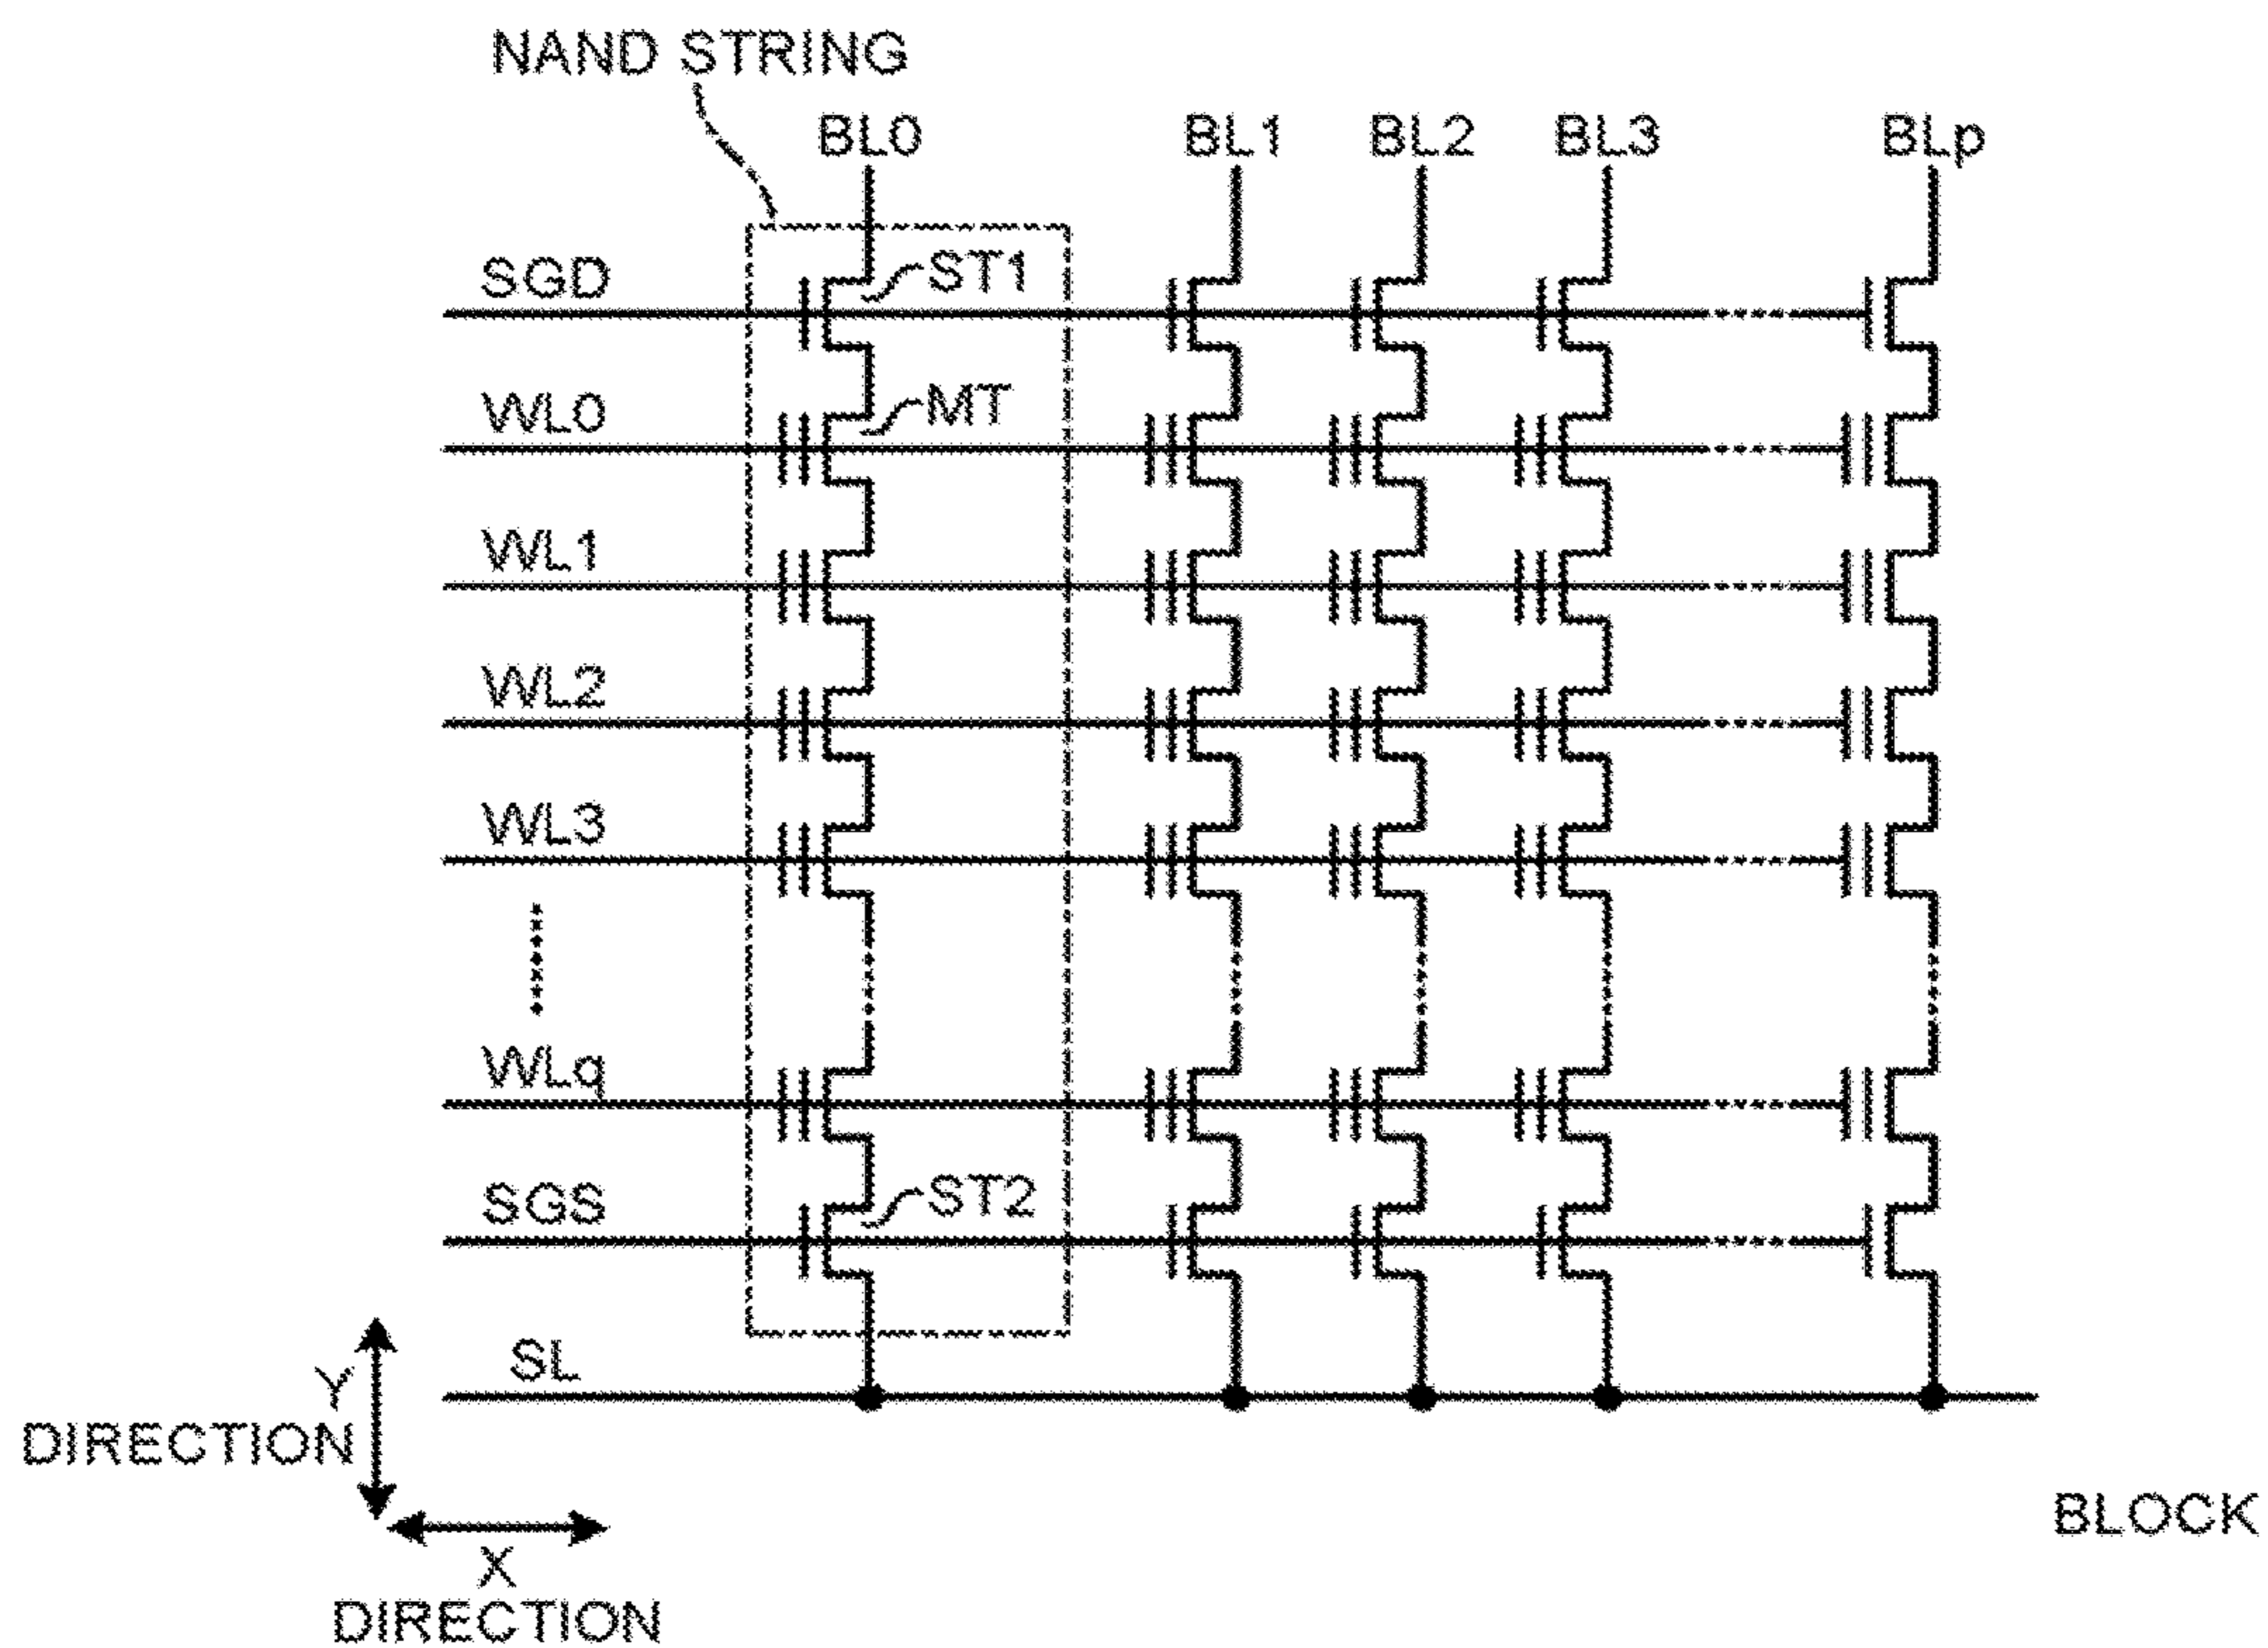 NAND STRING
BL0 BL1 BL2 BL3 BLp
SGD ST1
WL0 MT
WL1
WL2
WL3
WLq
SGS ST2
SL
Y
DIRECTION
X
DIRECTION
BLOCK